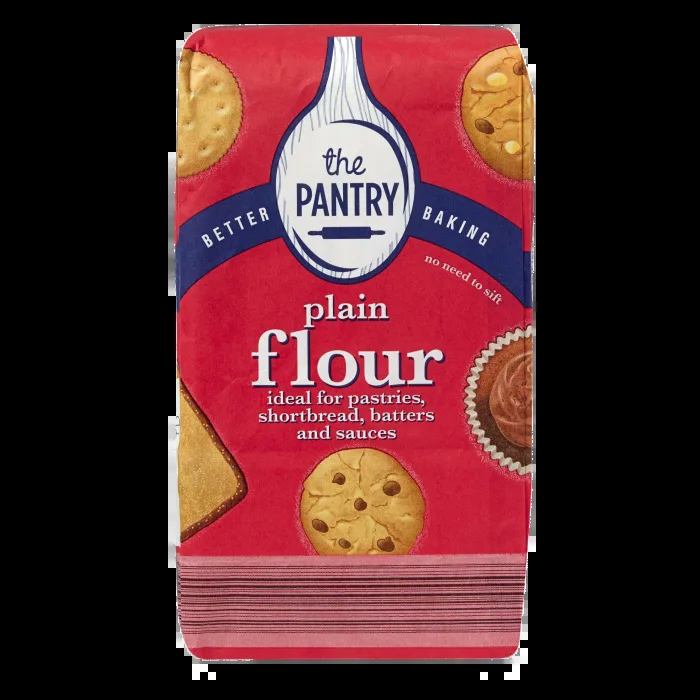 the
PANTRY
BETTER BAKING
no need to sift
plain
flour
ideal for pastries,
shortbread, batters
and sauces